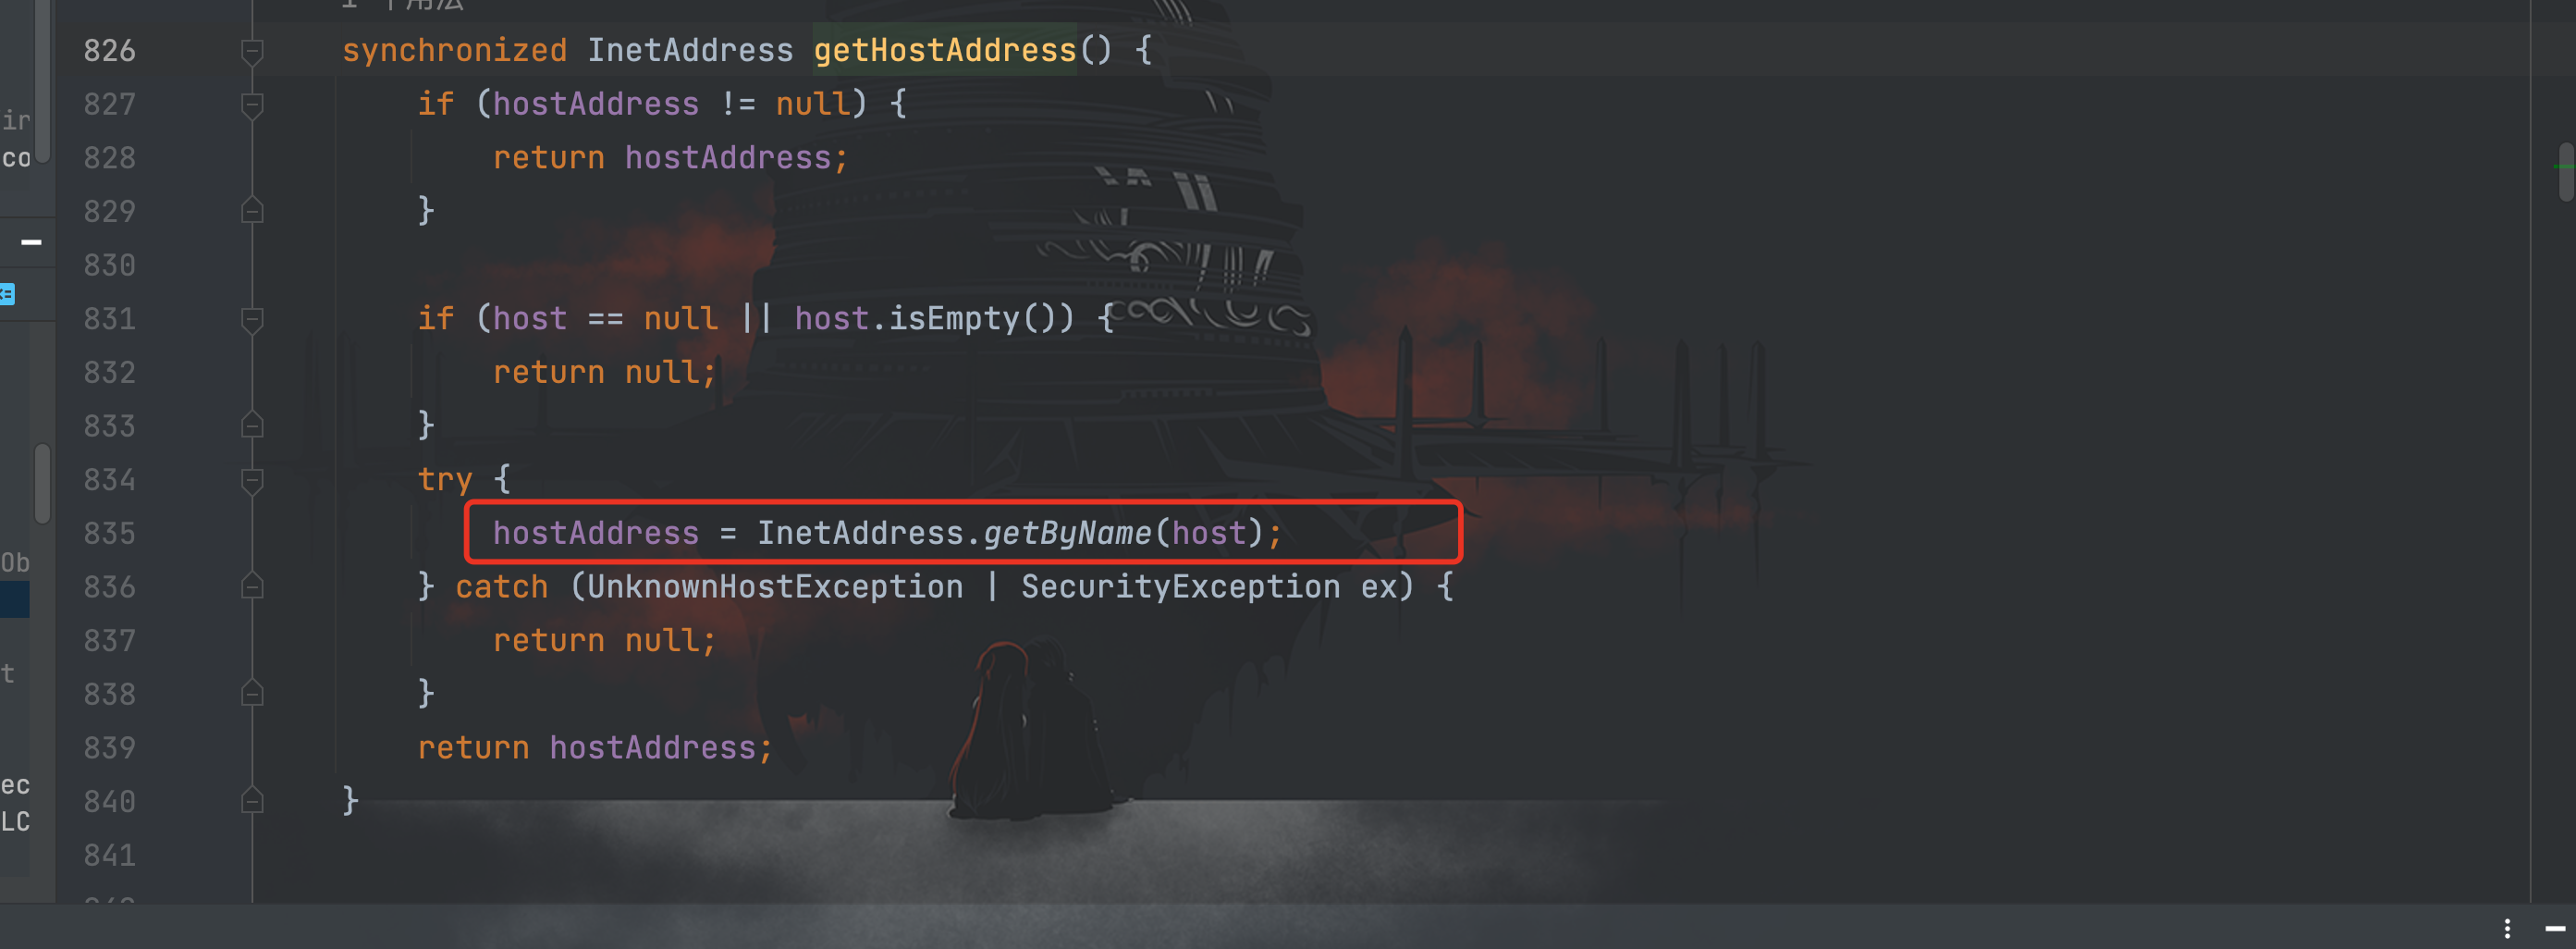 826 synchronized InetAddress getHostAddress() {
827 if (hostAddress != null) {
828 return hostAddress;
829 }
830
831 if (host == null || host.isEmpty()) {
832 return null;
833 }
834 try {
835 hostAddress = InetAddress.getByName(host);
836 } catch (UnknownHostException | SecurityException ex) {
837 return null;
838 }
839 return hostAddress;
840 }
841
ir
co
Ob
t
ec
LC